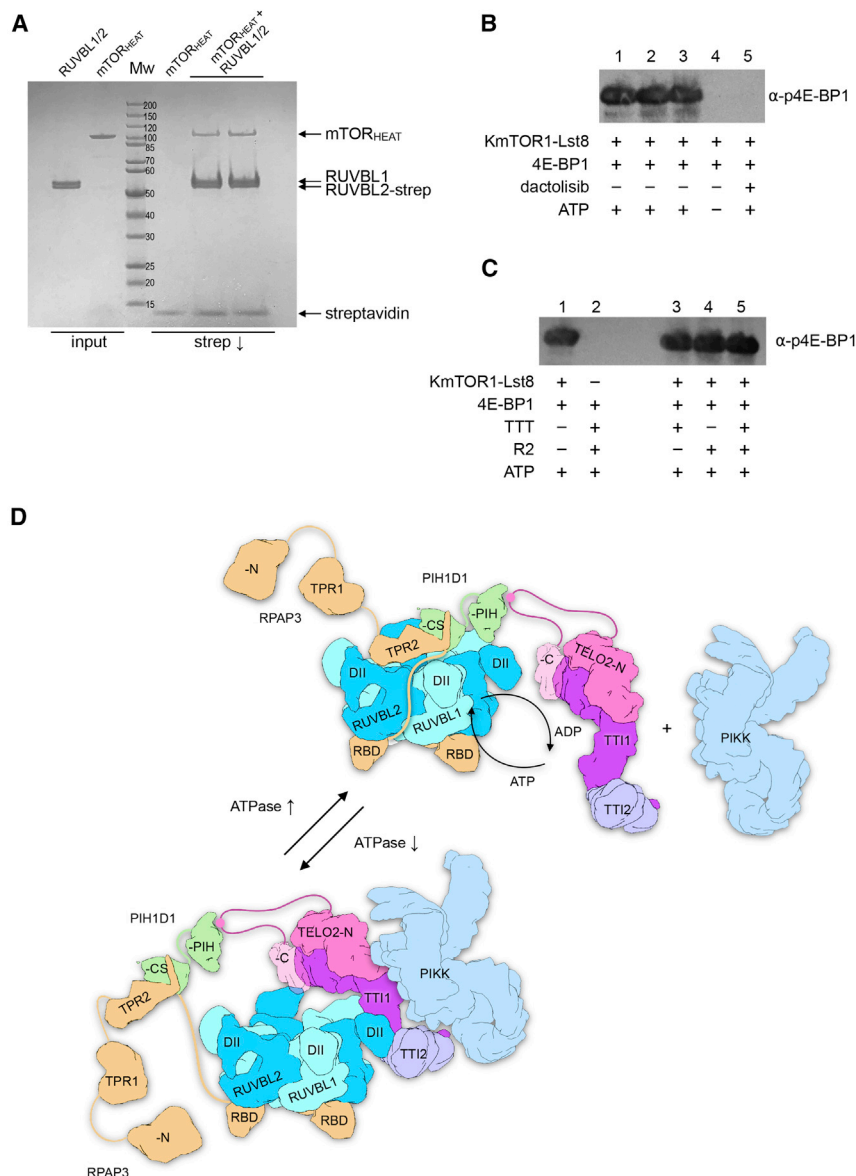 A
RUVBL1/2
mTORHEAT
Mw
mTORHEAT
mTORHEAT +
RUVBL1/2
200
150
120
100
85
70
60
50
40
30
25
20
15
mTORHEAT
RUVBL1
RUVBL2-strep
streptavidin
input
strep ↓
B
1 2 3 4 5
α-p4E-BP1
KmTOR1-Lst8 + + + + +
4E-BP1 + + + + +
dactolisib – – – – +
ATP + + + – +
C
1 2 3 4 5
α-p4E-BP1
KmTOR1-Lst8 + – + + +
4E-BP1 + + + + +
TTT – + + – +
R2 – + – + +
ATP + + + + +
D
-N
TPR1
RPAP3
PIH1D1
-PIH
-CS
TPR2
DII
DII
DII
RUVBL2
RUVBL1
RBD
RBD
-C
TELO2-N
TTI1
TTI2
ADP
ATP
+
PIKK
ATPase ↑
ATPase ↓
PIH1D1
-PIH
-CS
TPR2
TPR1
-N
RPAP3
TELO2-N
-C
TTI1
TTI2
PIKK
DII
DII
DII
RUVBL2
RUVBL1
RBD
RBD